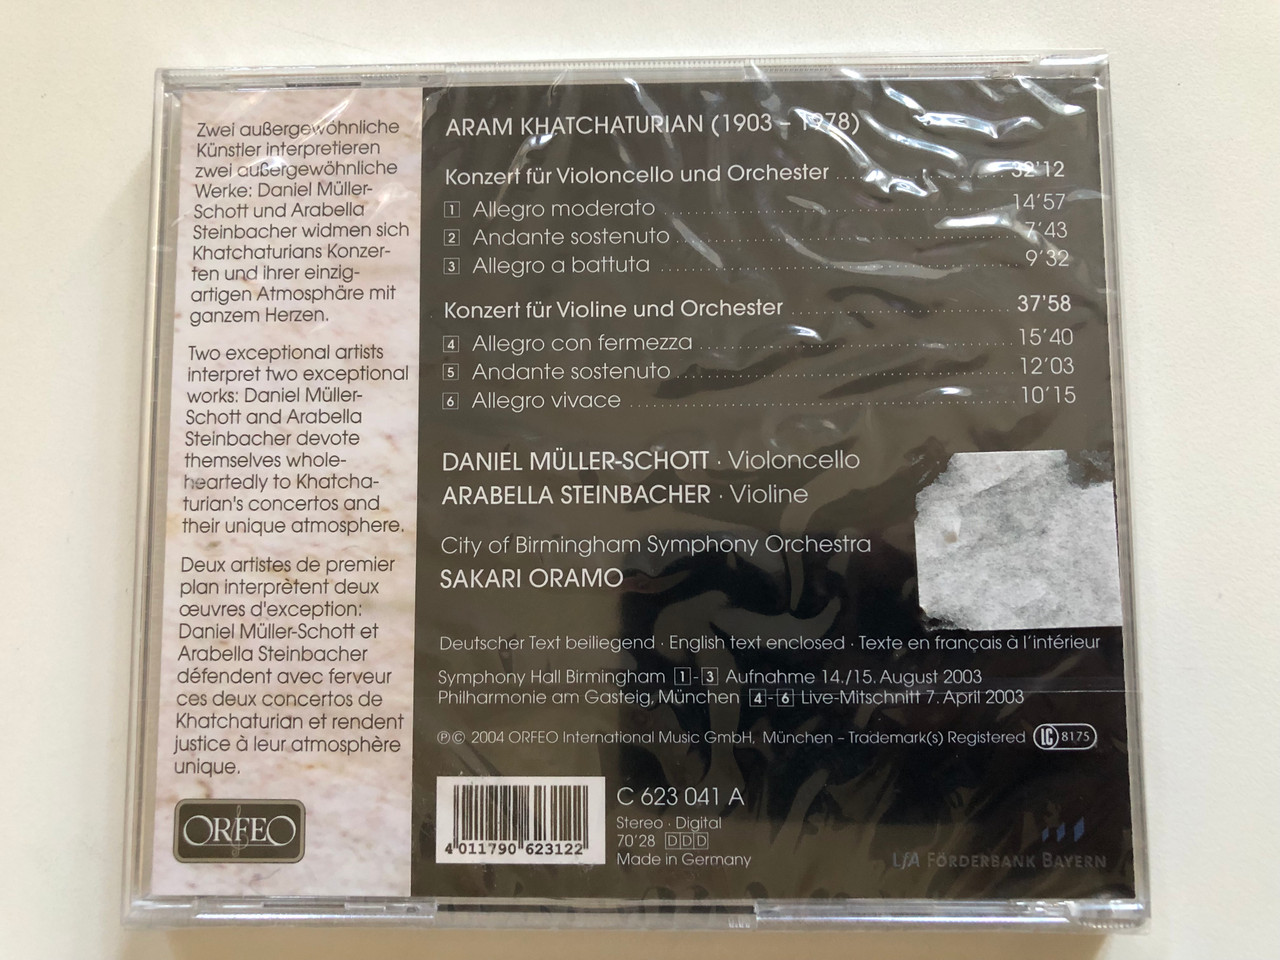 Zwei außergewöhnliche
Künstler interpretieren
zwei außergewöhnliche
Werke: Daniel Müller-
Schott und Arabella
Steinbacher widmen sich
Khatchaturians Konzer-
ten und ihrer einzig-
artigen Atmosphäre mit
ganzem Herzen.
Two exceptional artists
interpret two exceptional
works: Daniel Müller-
Schott and Arabella
Steinbacher devote
themselves whole-
heartedly to Khatcha-
turian's concertos and
their unique atmosphere.
Deux artistes de premier
plan interprètent deux
œuvres d'exception:
Daniel Müller-Schott et
Arabella Steinbacher
défendent avec ferveur
ces deux concertos de
Khatchaturian et rendent
justice à leur atmosphère
unique.
ORFEO
ARAM KHATCHATURIAN (1903 – 1978)
Konzert für Violoncello und Orchester 32'12
1 Allegro moderato 14'57
2 Andante sostenuto 7'43
3 Allegro a battuta 9'32
Konzert für Violine und Orchester 37'58
4 Allegro con fermezza 15'40
5 Andante sostenuto 12'03
6 Allegro vivace 10'15
DANIEL MÜLLER-SCHOTT · Violoncello
ARABELLA STEINBACHER · Violine
City of Birmingham Symphony Orchestra
SAKARI ORAMO
Deutscher Text beiliegend · English text enclosed · Texte en français à l'intérieur
Symphony Hall Birmingham 1 - 3 Aufnahme 14./15. August 2003
Philharmonie am Gasteig, München 4 - 6 Live-Mitschnitt 7. April 2003
℗© 2004 ORFEO International Music GmbH, München – Trademark(s) Registered LC 8175
4 011790 623122
C 623 041 A
Stereo · Digital
70'28 DDD
Made in Germany
LfA FÖRDERBANK BAYERN